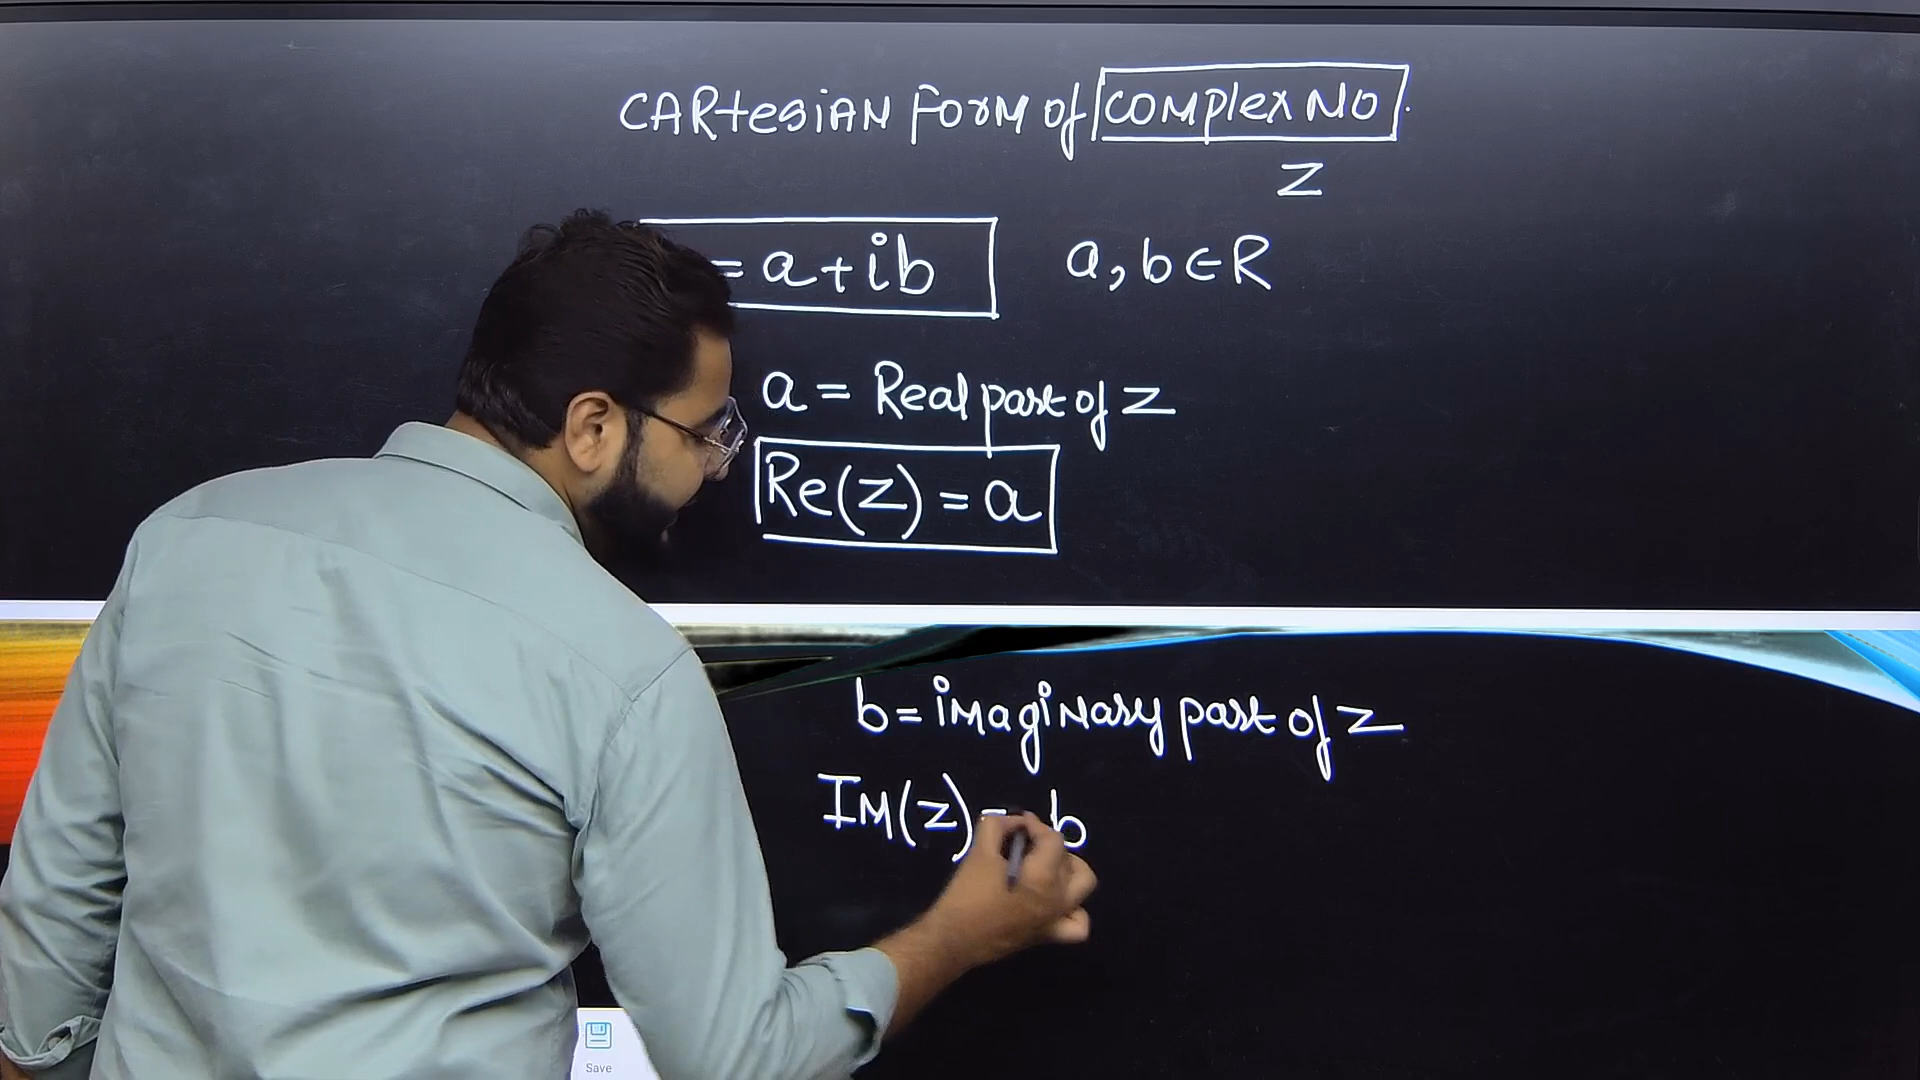 CARtesiAN Form of COMplex NO.
Z
= a+ib a, b ∈ R
a = Real part of Z
Re(Z) = a
b = imaginary part of Z
IM(Z) = b
Save